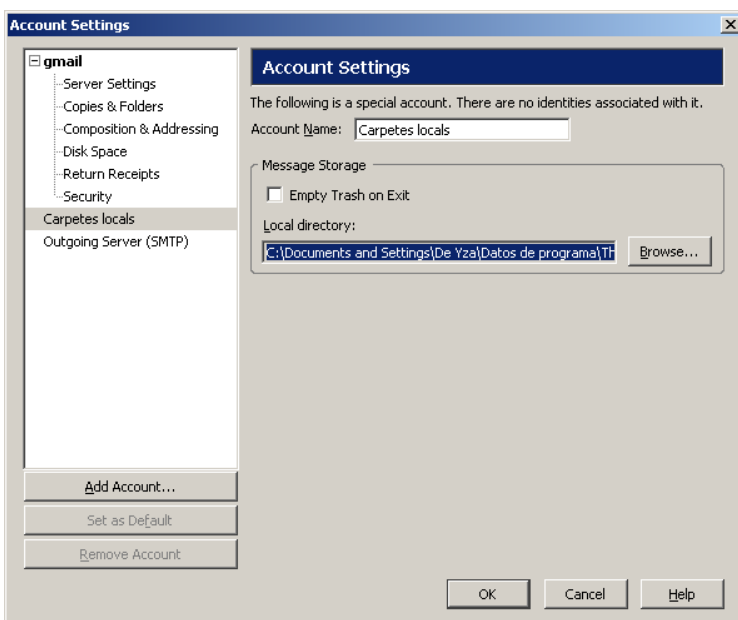 Account Settings
gmail
Server Settings
Copies & Folders
Composition & Addressing
Disk Space
Return Receipts
Security
Carpetes locals
Outgoing Server (SMTP)
Add Account...
Set as Default
Remove Account
Account Settings
The following is a special account. There are no identities associated with it.
Account Name: Carpetes locals
Message Storage
Empty Trash on Exit
Local directory:
C:\Documents and Settings\De Yza\Datos de programa\Th Browse...
OK Cancel Help